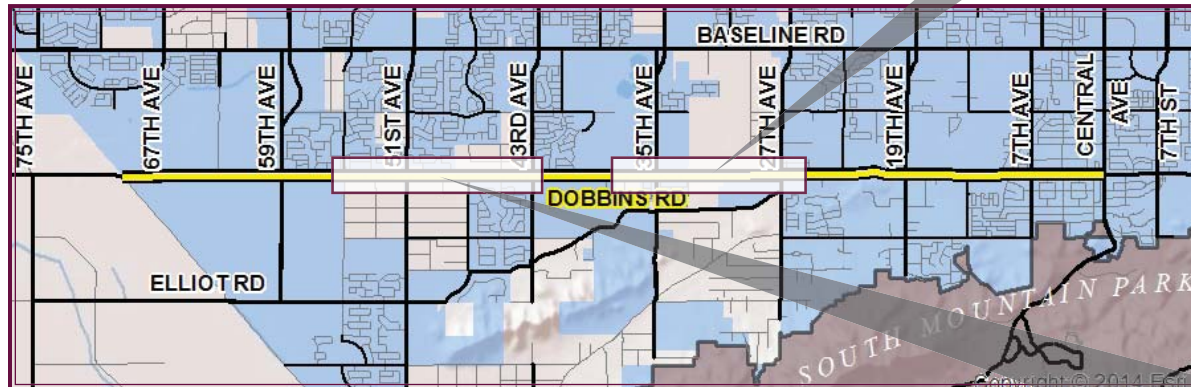 BASELINE RD
75TH AVE
67TH AVE
59TH AVE
51ST AVE
43RD AVE
35TH AVE
27TH AVE
19TH AVE
7TH AVE
CENTRAL
AVE
7TH ST
DOBBINS RD
ELLIOT RD
SOUTH MOUNTAIN PARK
Copyright © 2014 Esri